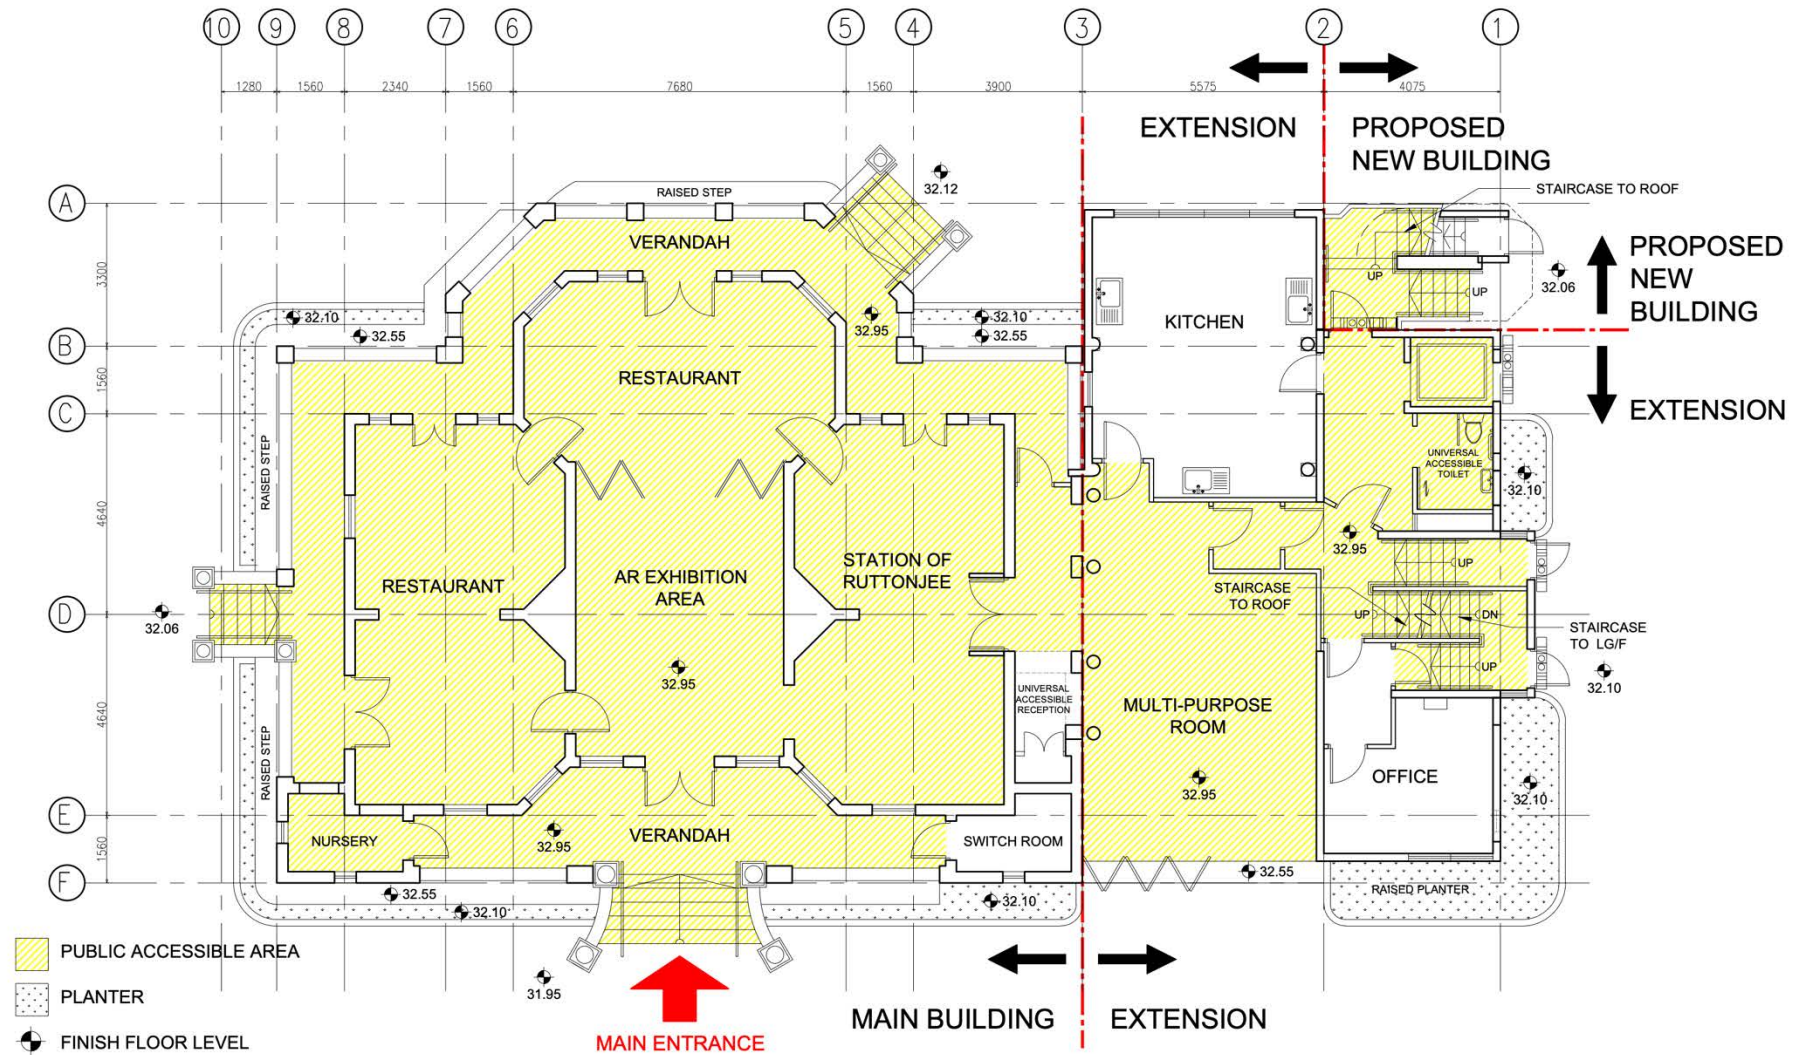 10 9 8 7 6 5 4 3 2 1
1280 1560 2340 1560 7680 1560 3900 5575 4075
EXTENSION
PROPOSED
NEW BUILDING
A
B
C
D
E
F
3300
1560
4640
4640
1560
RAISED STEP
32.12
STAIRCASE TO ROOF
VERANDAH
PROPOSED
NEW
BUILDING
32.06
UP
UP
32.10
32.55
32.95
32.10
32.55
KITCHEN
RESTAURANT
EXTENSION
RAISED STEP
UNIVERSAL
ACCESSIBLE
TOILET
32.10
32.95
RESTAURANT
AR EXHIBITION
AREA
STATION OF
RUTTONJEE
UP
STAIRCASE
TO ROOF
UP
DN
STAIRCASE
TO LG/F
32.06
32.95
UP
32.10
UNIVERSAL
ACCESSIBLE
RECEPTION
MULTI-PURPOSE
ROOM
RAISED STEP
32.95
OFFICE
32.10
NURSERY
32.95
VERANDAH
SWITCH ROOM
32.55
32.55
32.10
32.10
RAISED PLANTER
PUBLIC ACCESSIBLE AREA
PLANTER
FINISH FLOOR LEVEL
31.95
MAIN ENTRANCE
MAIN BUILDING
EXTENSION